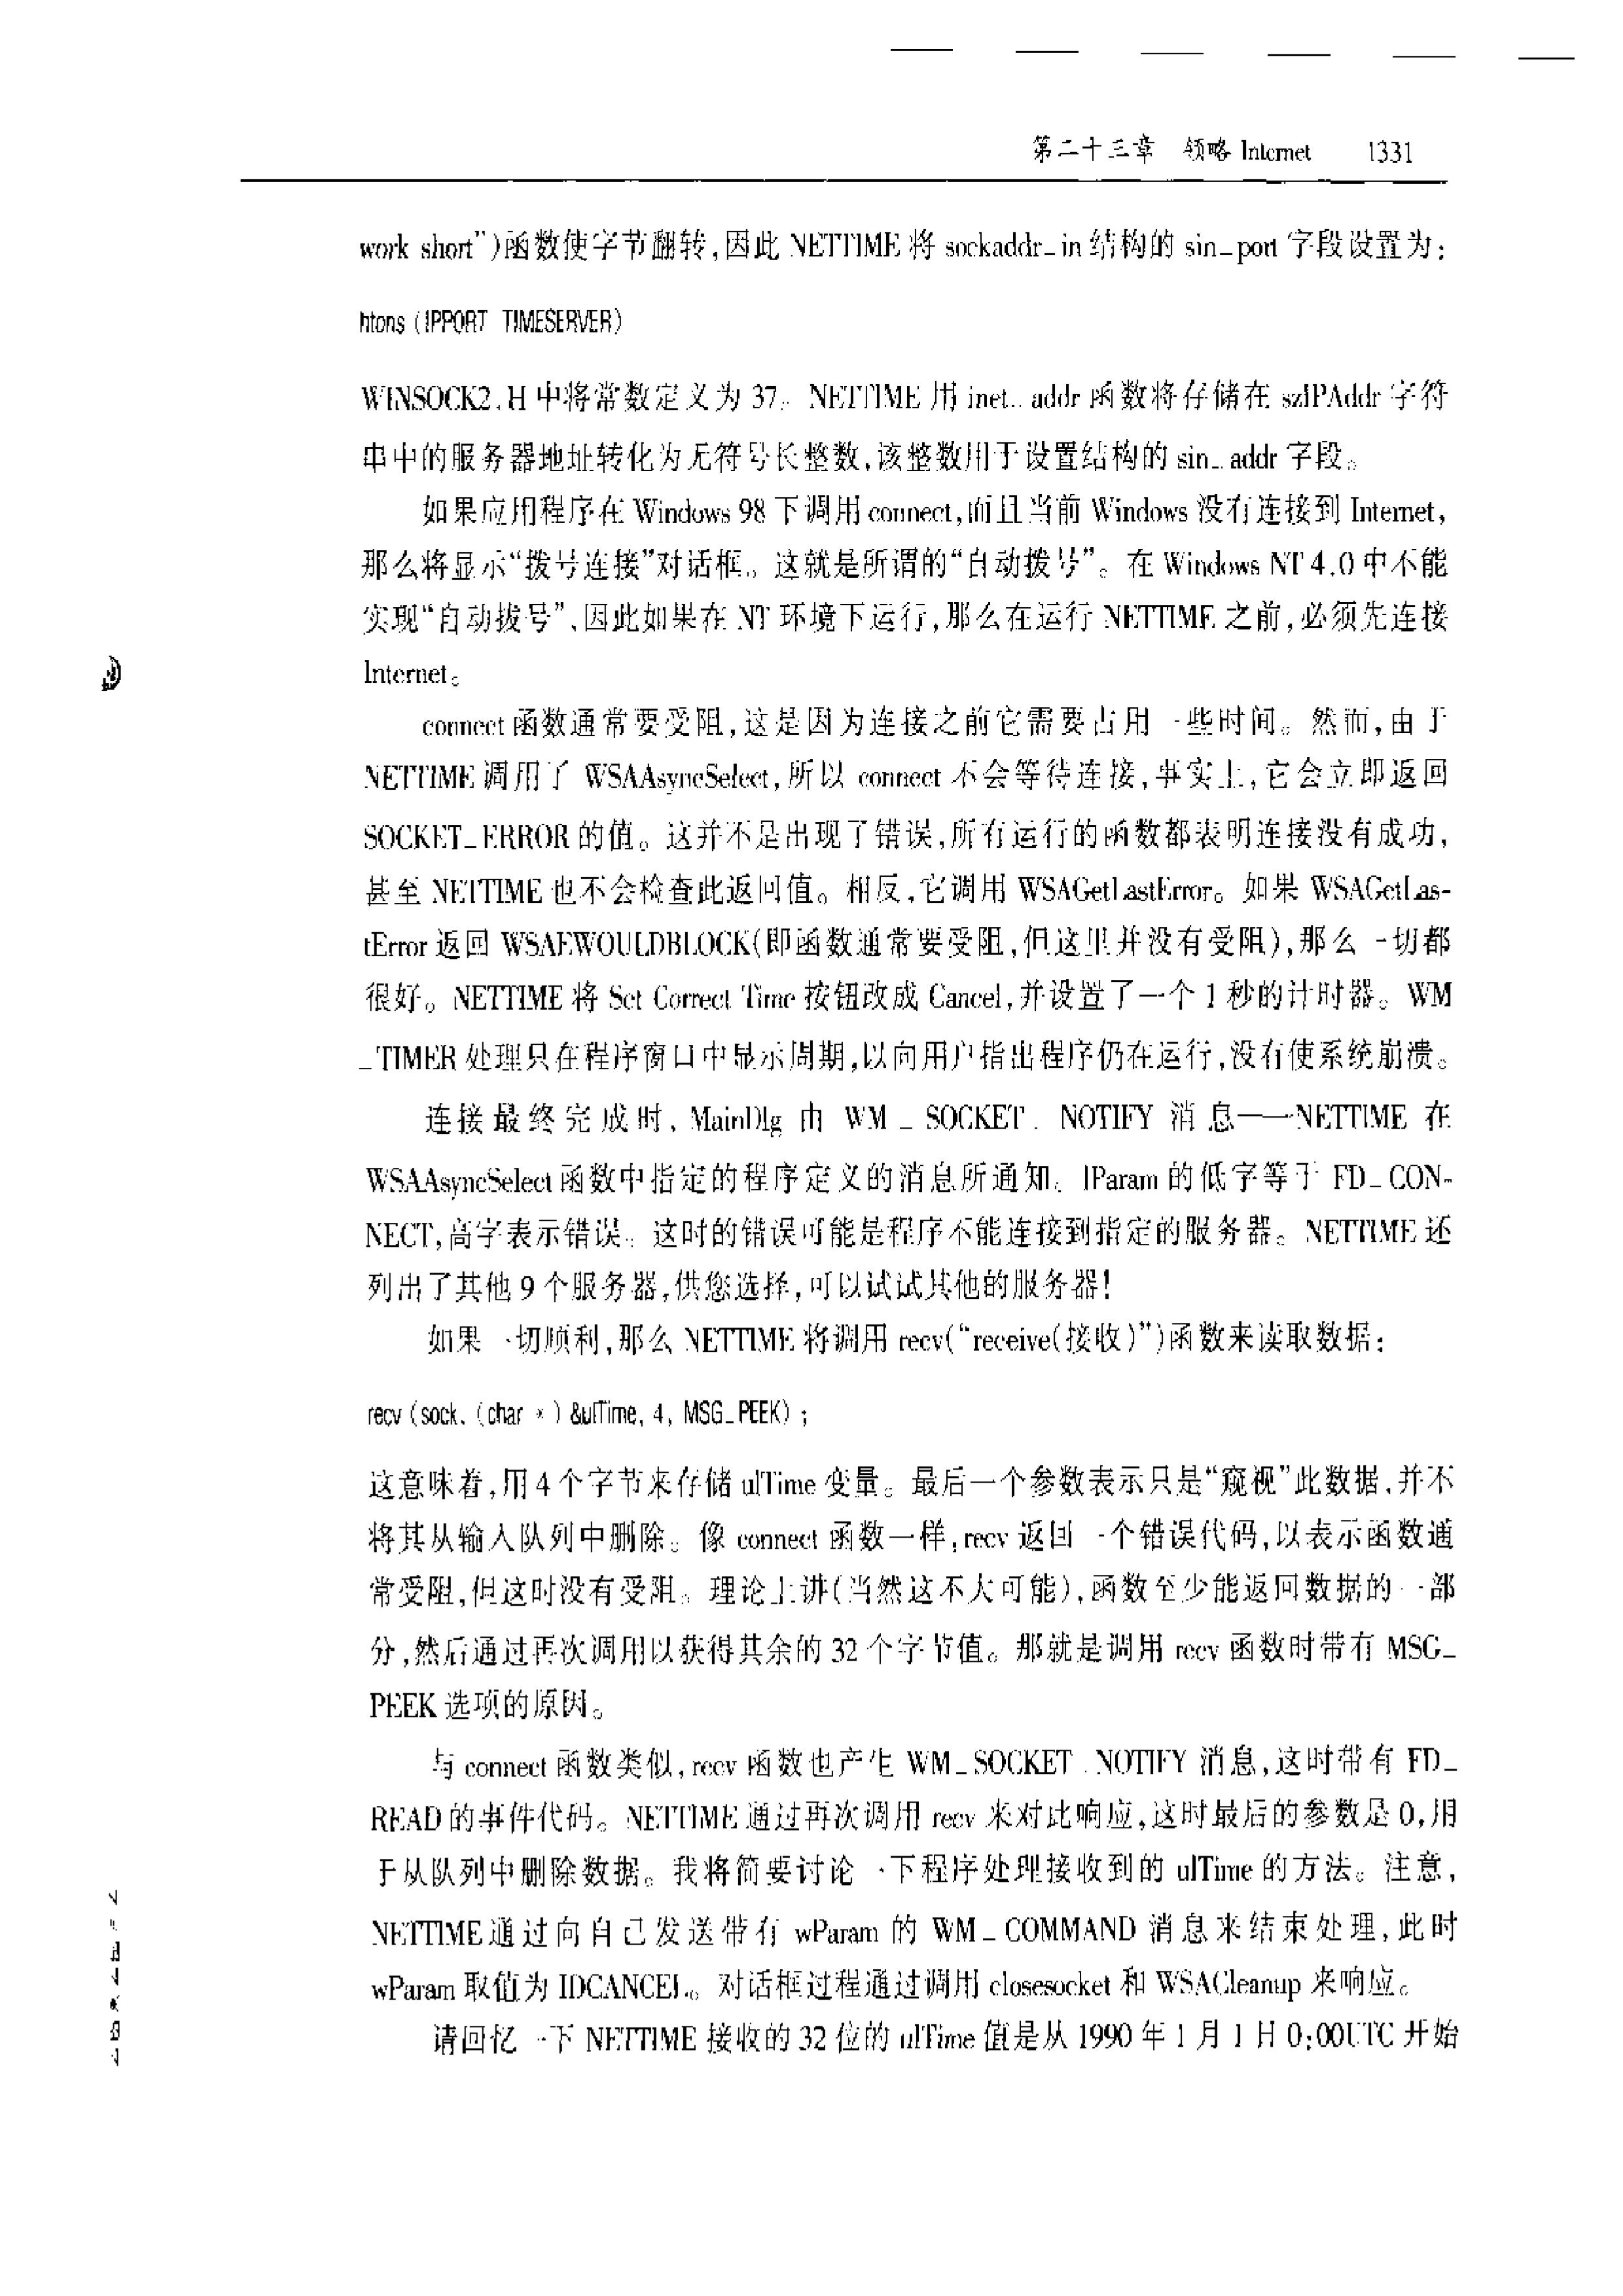 第二十三章 领略 Internet 1331
work short”)函数使字节翻转,因此 NETTIME 将 sockaddr_in 结构的 sin_port 字段设置为:
htons (IPPORT TIMESERVER)
WINSOCK2.H 中将常数定义为 37。NETTIME 用 inet_addr 函数将存储在 szIPAddr 字符
串中的服务器地址转化为无符号长整数,该整数用于设置结构的 sin_addr 字段。
如果应用程序在 Windows 98 下调用 connect,而且当前 Windows 没有连接到 Internet,
那么将显示“拨号连接”对话框。这就是所谓的“自动拨号”。在 Windows NT 4.0 中不能
实现“自动拨号”,因此如果在 NT 环境下运行,那么在运行 NETTIME 之前,必须先连接
Internet。
connect 函数通常要受阻,这是因为连接之前它需要占用一些时间。然而,由于
NETTIME 调用了 WSAAsyncSelect,所以 connect 不会等待连接,事实上,它会立即返回
SOCKET_ERROR 的值。这并不是出现了错误,所有运行的函数都表明连接没有成功,
甚至 NETTIME 也不会检查此返回值。相反,它调用 WSAGetLastError。如果 WSAGetLas-
tError 返回 WSAEWOULDBLOCK(即函数通常要受阻,但这里并没有受阻),那么一切都
很好。NETTIME 将 Set Correct Time 按钮改成 Cancel,并设置了一个 1 秒的计时器。WM
_TIMER 处理只在程序窗口中显示周期,以向用户指出程序仍在运行,没有使系统崩溃。
连接最终完成时, MainDlg 由 WM_SOCKET_NOTIFY 消息——NETTIME 在
WSAAsyncSelect 函数中指定的程序定义的消息所通知。lParam 的低字等于 FD_CON-
NECT,高字表示错误。这时的错误可能是程序不能连接到指定的服务器。NETTIME 还
列出了其他 9 个服务器,供您选择,可以试试其他的服务器!
如果一切顺利,那么 NETTIME 将调用 recv(“receive(接收)”)函数来读取数据:
recv (sock, (char *) &ulTime, 4, MSG_PEEK) ;
这意味着,用 4 个字节来存储 ulTime 变量。最后一个参数表示只是“窥视”此数据,并不
将其从输入队列中删除。像 connect 函数一样,recv 返回一个错误代码,以表示函数通
常受阻,但这时没有受阻。理论上讲(当然这不大可能),函数至少能返回数据的一部
分,然后通过再次调用以获得其余的 32 个字节值。那就是调用 recv 函数时带有 MSG_
PEEK 选项的原因。
与 connect 函数类似,recv 函数也产生 WM_SOCKET_NOTIFY 消息,这时带有 FD_
READ 的事件代码。NETTIME 通过再次调用 recv 来对此响应,这时最后的参数是 0,用
于从队列中删除数据。我将简要讨论一下程序处理接收到的 ulTime 的方法。注意,
NETTIME 通过向自己发送带有 wParam 的 WM_COMMAND 消息来结束处理,此时
wParam 取值为 IDCANCEL。对话框过程通过调用 closesocket 和 WSACleanup 来响应。
请回忆一下 NETTIME 接收的 32 位的 ulTime 值是从 1990 年 1 月 1 日 0:00UTC 开始